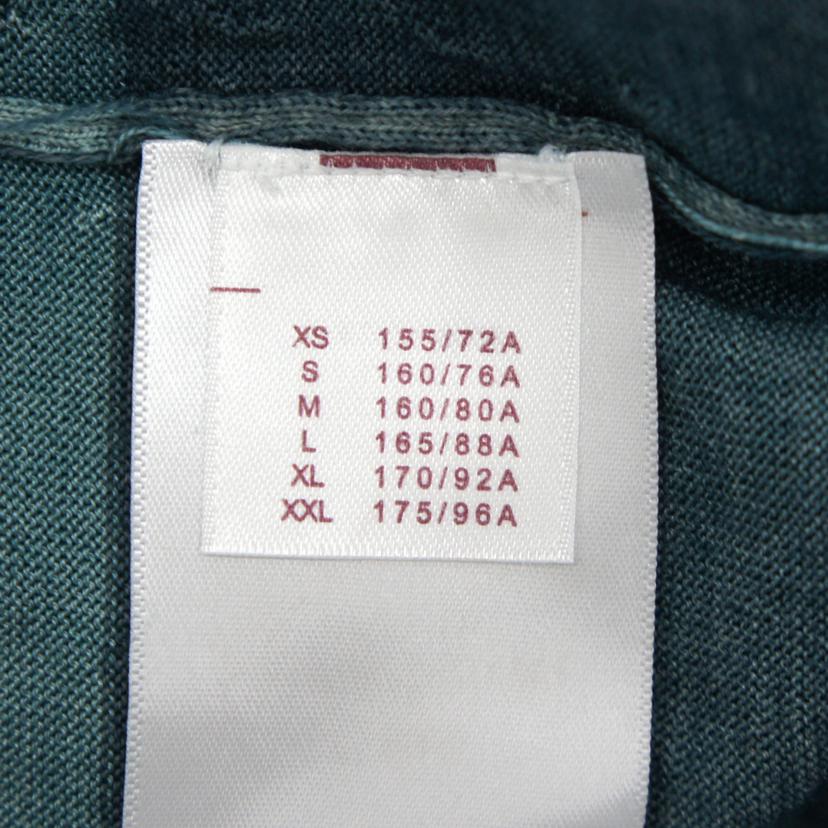 XS 155/72A
S 160/76A
M 160/80A
L 165/88A
XL 170/92A
XXL 175/96A